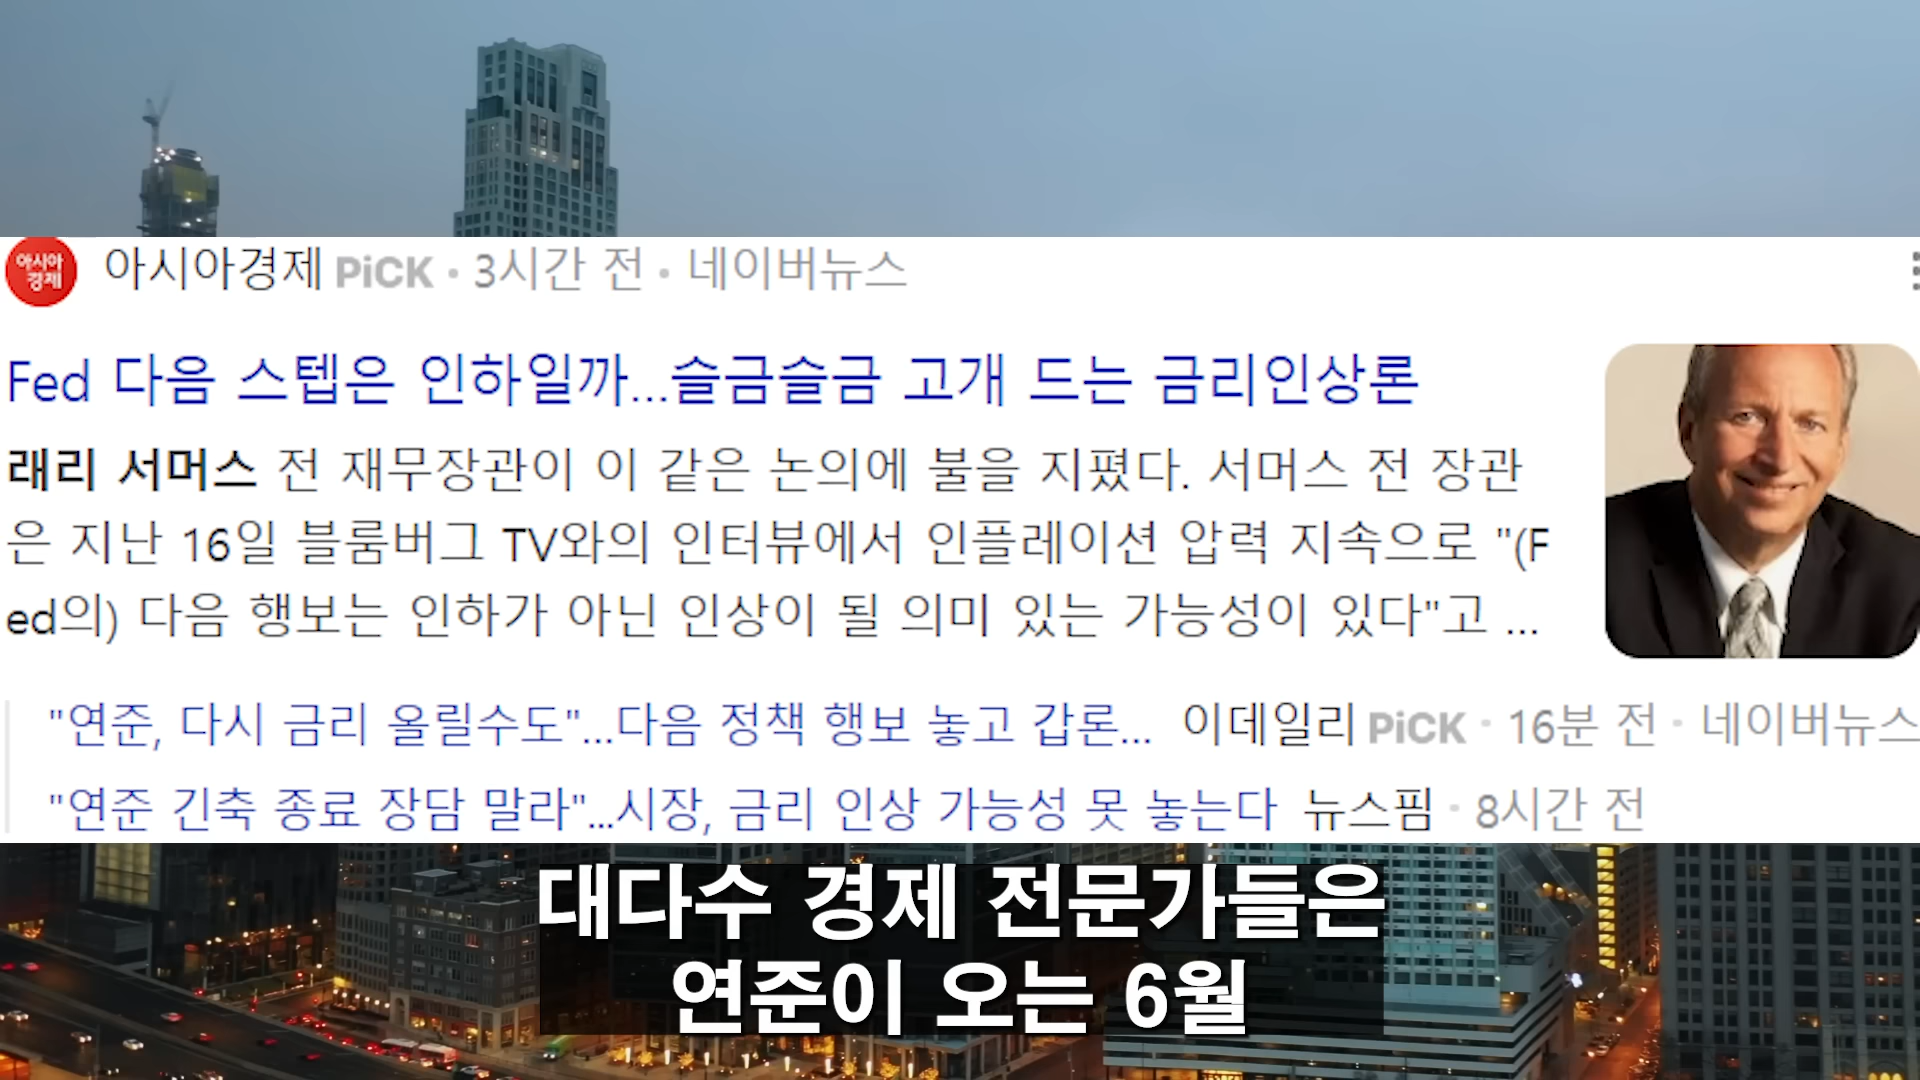 아시아
경제
아시아경제 PiCK · 3시간 전 · 네이버뉴스
Fed 다음 스텝은 인하일까...슬금슬금 고개 드는 금리인상론
래리 서머스 전 재무장관이 이 같은 논의에 불을 지폈다. 서머스 전 장관
은 지난 16일 블룸버그 TV와의 인터뷰에서 인플레이션 압력 지속으로 "(F
ed의) 다음 행보는 인하가 아닌 인상이 될 의미 있는 가능성이 있다"고 ...
"연준, 다시 금리 올릴수도"...다음 정책 행보 놓고 갑론... 이데일리 PiCK · 16분 전 · 네이버뉴스
"연준 긴축 종료 장담 말라"...시장, 금리 인상 가능성 못 놓는다 뉴스핌 · 8시간 전
대다수 경제 전문가들은
연준이 오는 6월